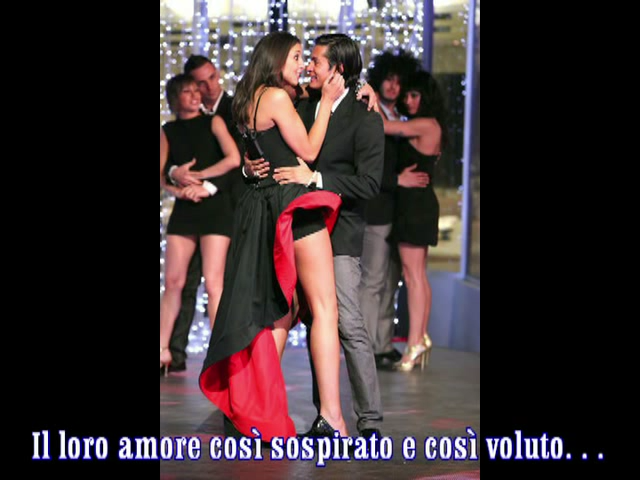 Il loro amore così sospirato e così voluto. . .